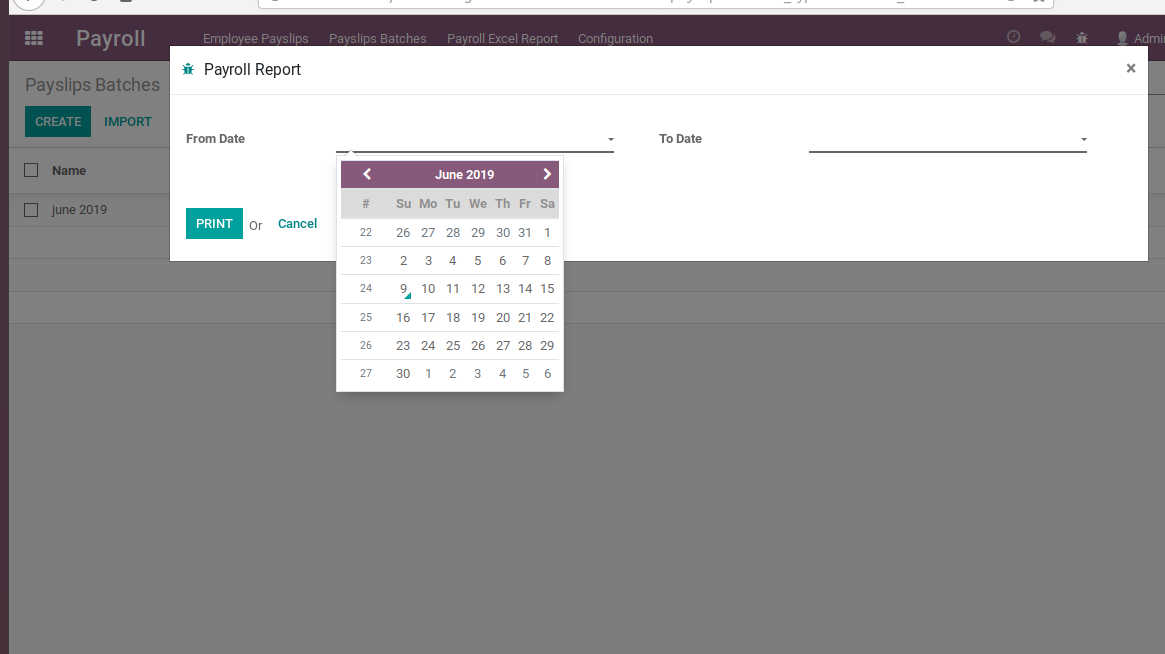 Payroll
Employee Payslips Payslips Batches Payroll Excel Report Configuration
Payroll Report ×
Payslips Batches
CREATE IMPORT
From Date
To Date
Name
june 2019
PRINT Or Cancel
June 2019
# Su Mo Tu We Th Fr Sa
22 26 27 28 29 30 31 1
23 2 3 4 5 6 7 8
24 9 10 11 12 13 14 15
25 16 17 18 19 20 21 22
26 23 24 25 26 27 28 29
27 30 1 2 3 4 5 6